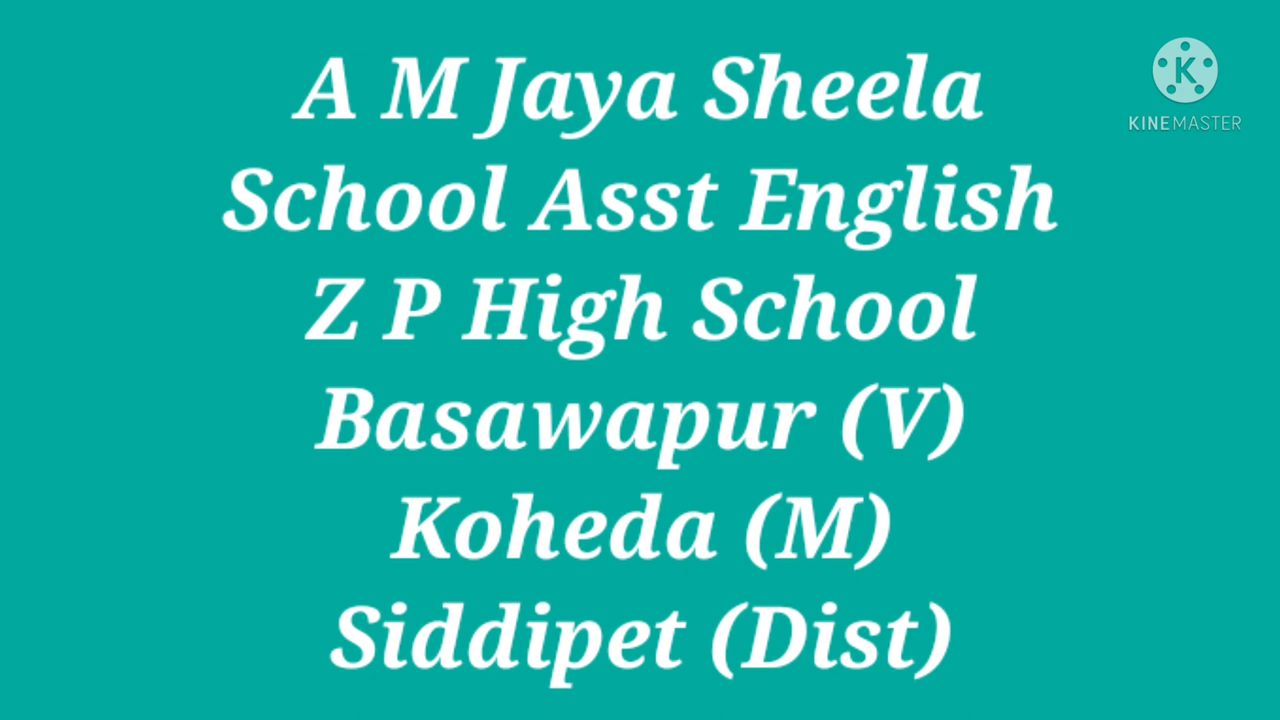 A M Jaya Sheela
School Asst English
Z P High School
Basawapur (V)
Koheda (M)
Siddipet (Dist)
K
KINEMASTER